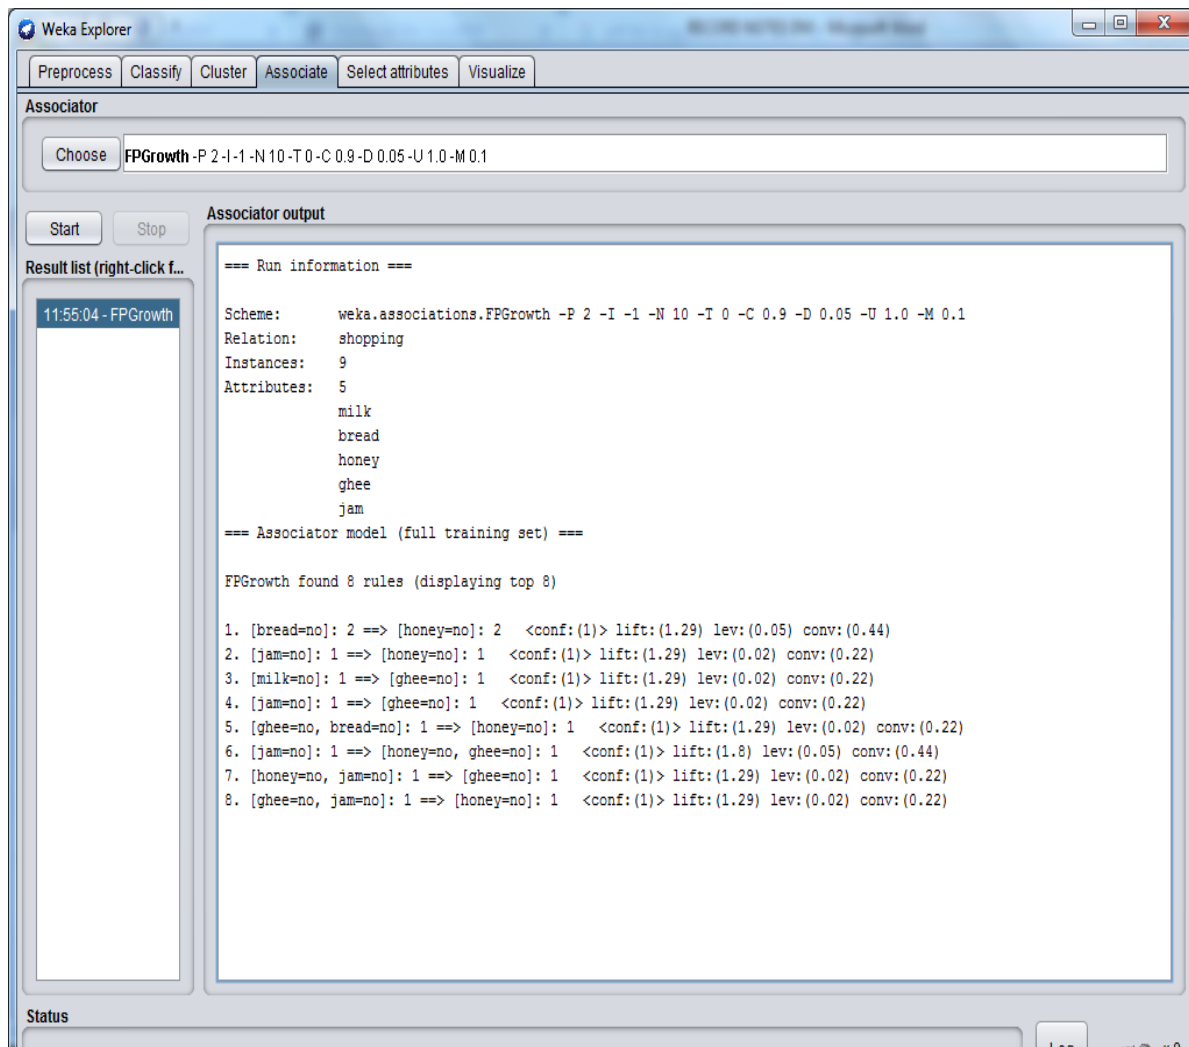 Weka Explorer
Preprocess Classify Cluster Associate Select attributes Visualize
Associator
Choose FPGrowth -P 2 -I -1 -N 10 -T 0 -C 0.9 -D 0.05 -U 1.0 -M 0.1
Start Stop
Associator output
Result list (right-click f...
11:55:04 - FPGrowth
=== Run information ===
Scheme: weka.associations.FPGrowth -P 2 -I -1 -N 10 -T 0 -C 0.9 -D 0.05 -U 1.0 -M 0.1
Relation: shopping
Instances: 9
Attributes: 5
milk
bread
honey
ghee
jam
=== Associator model (full training set) ===
FPGrowth found 8 rules (displaying top 8)
1. [bread=no]: 2 ==> [honey=no]: 2 <conf:(1)> lift:(1.29) lev:(0.05) conv:(0.44)
2. [jam=no]: 1 ==> [honey=no]: 1 <conf:(1)> lift:(1.29) lev:(0.02) conv:(0.22)
3. [milk=no]: 1 ==> [ghee=no]: 1 <conf:(1)> lift:(1.29) lev:(0.02) conv:(0.22)
4. [jam=no]: 1 ==> [ghee=no]: 1 <conf:(1)> lift:(1.29) lev:(0.02) conv:(0.22)
5. [ghee=no, bread=no]: 1 ==> [honey=no]: 1 <conf:(1)> lift:(1.29) lev:(0.02) conv:(0.22)
6. [jam=no]: 1 ==> [honey=no, ghee=no]: 1 <conf:(1)> lift:(1.8) lev:(0.05) conv:(0.44)
7. [honey=no, jam=no]: 1 ==> [ghee=no]: 1 <conf:(1)> lift:(1.29) lev:(0.02) conv:(0.22)
8. [ghee=no, jam=no]: 1 ==> [honey=no]: 1 <conf:(1)> lift:(1.29) lev:(0.02) conv:(0.22)
Status